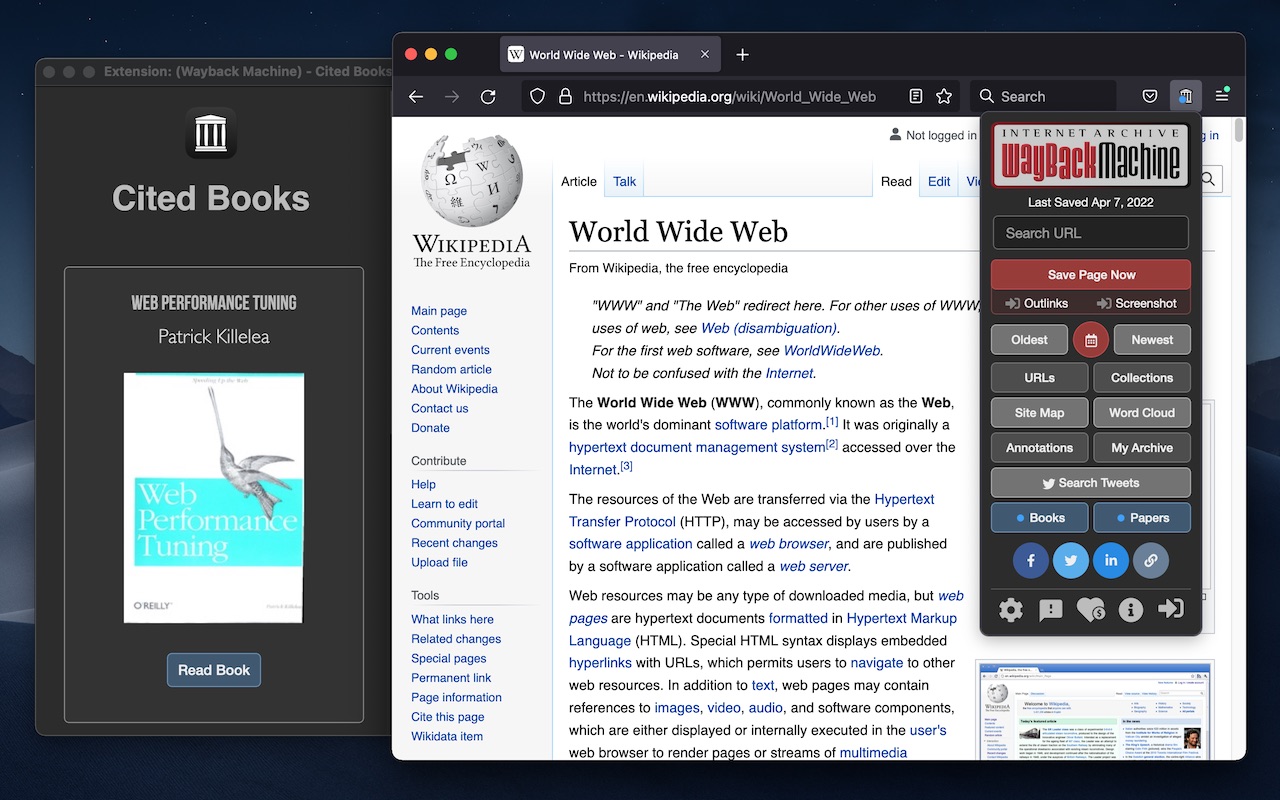 Extension: (Wayback Machine) - Cited Books
Cited Books
WEB PERFORMANCE TUNING
Patrick Killelea
Speeding Up the Web
Web
Performance
Tuning
O'REILLY
Patrick Killelea
Read Book
World Wide Web - Wikipedia
https://en.wikipedia.org/wiki/World_Wide_Web
Search
WIKIPEDIA
The Free Encyclopedia
Main page
Contents
Current events
Random article
About Wikipedia
Contact us
Donate
Contribute
Help
Learn to edit
Community portal
Recent changes
Upload file
Tools
What links here
Related changes
Special pages
Permanent link
Page information
Cite this page
Wikidata item
Not logged in
g in
Article
Talk
Read
Edit
Vi
World Wide Web
From Wikipedia, the free encyclopedia
"WWW" and "The Web" redirect here. For other uses of WWW,
uses of web, see Web (disambiguation).
For the first web software, see WorldWideWeb.
Not to be confused with the Internet.
The World Wide Web (WWW), commonly known as the Web,
is the world's dominant software platform.[1] It was originally a
hypertext document management system[2] accessed over the
Internet.[3]
The resources of the Web are transferred via the Hypertext
Transfer Protocol (HTTP), may be accessed by users by a
software application called a web browser, and are published
by a software application called a web server.
Web resources may be any type of downloaded media, but web
pages are hypertext documents formatted in Hypertext Markup
Language (HTML). Special HTML syntax displays embedded
hyperlinks with URLs, which permits users to navigate to other
web resources. In addition to text, web pages may contain
references to images, video, audio, and software components,
which are either displayed or internally executed in the user's
web browser to render pages or streams of multimedia
INTERNET ARCHIVE
WayBackMachine
Last Saved Apr 7, 2022
Search URL
Save Page Now
Outlinks
Screenshot
Oldest
Newest
URLs
Collections
Site Map
Word Cloud
Annotations
My Archive
Search Tweets
Books
Papers
Welcome to Wikipedia,